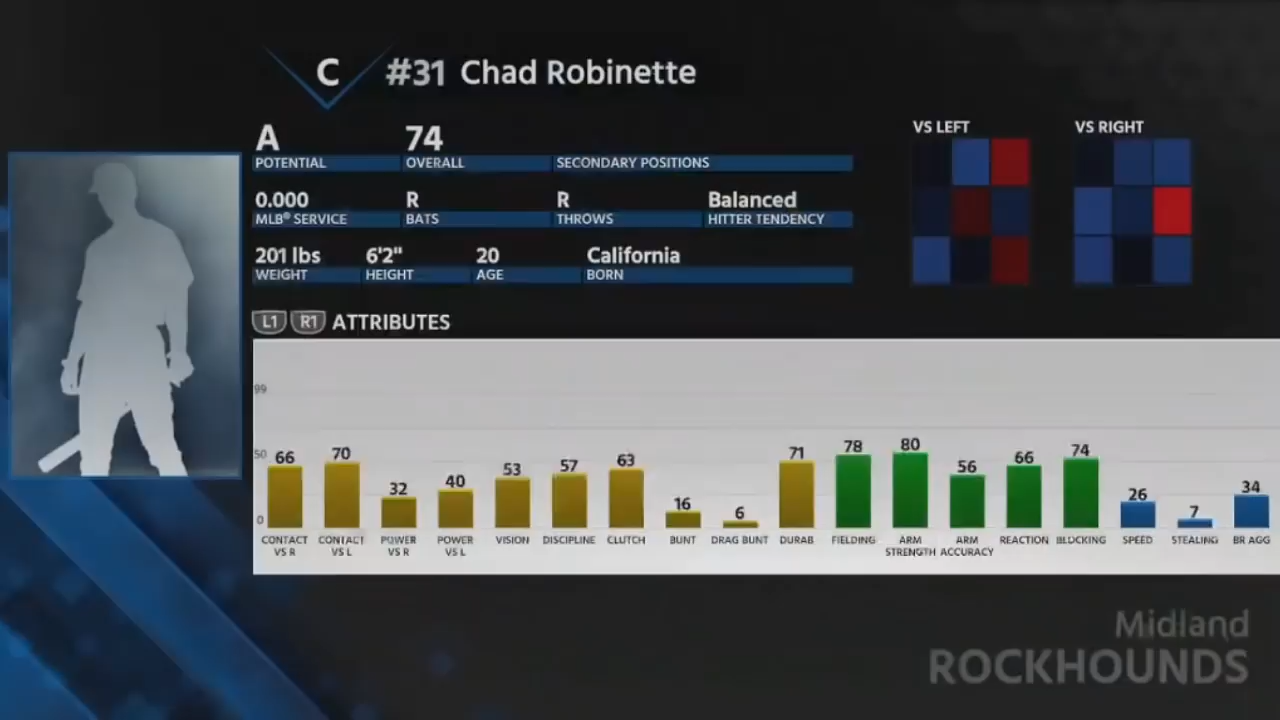 C #31 Chad Robinette
A 74
POTENTIAL OVERALL SECONDARY POSITIONS
0.000 R R Balanced
MLB® SERVICE BATS THROWS HITTER TENDENCY
201 lbs 6'2" 20 California
WEIGHT HEIGHT AGE BORN
VS LEFT VS RIGHT
L1 R1 ATTRIBUTES
99
50
0
66 70 32 40 53 57 63 16 6 71 78 80 56 66 74 26 7 34
CONTACT VS R
CONTACT VS L
POWER VS R
POWER VS L
VISION
DISCIPLINE
CLUTCH
BUNT
DRAG BUNT
DURAB
FIELDING
ARM STRENGTH
ARM ACCURACY
REACTION
BLOCKING
SPEED
STEALING
BR AGG
Midland
ROCKHOUNDS